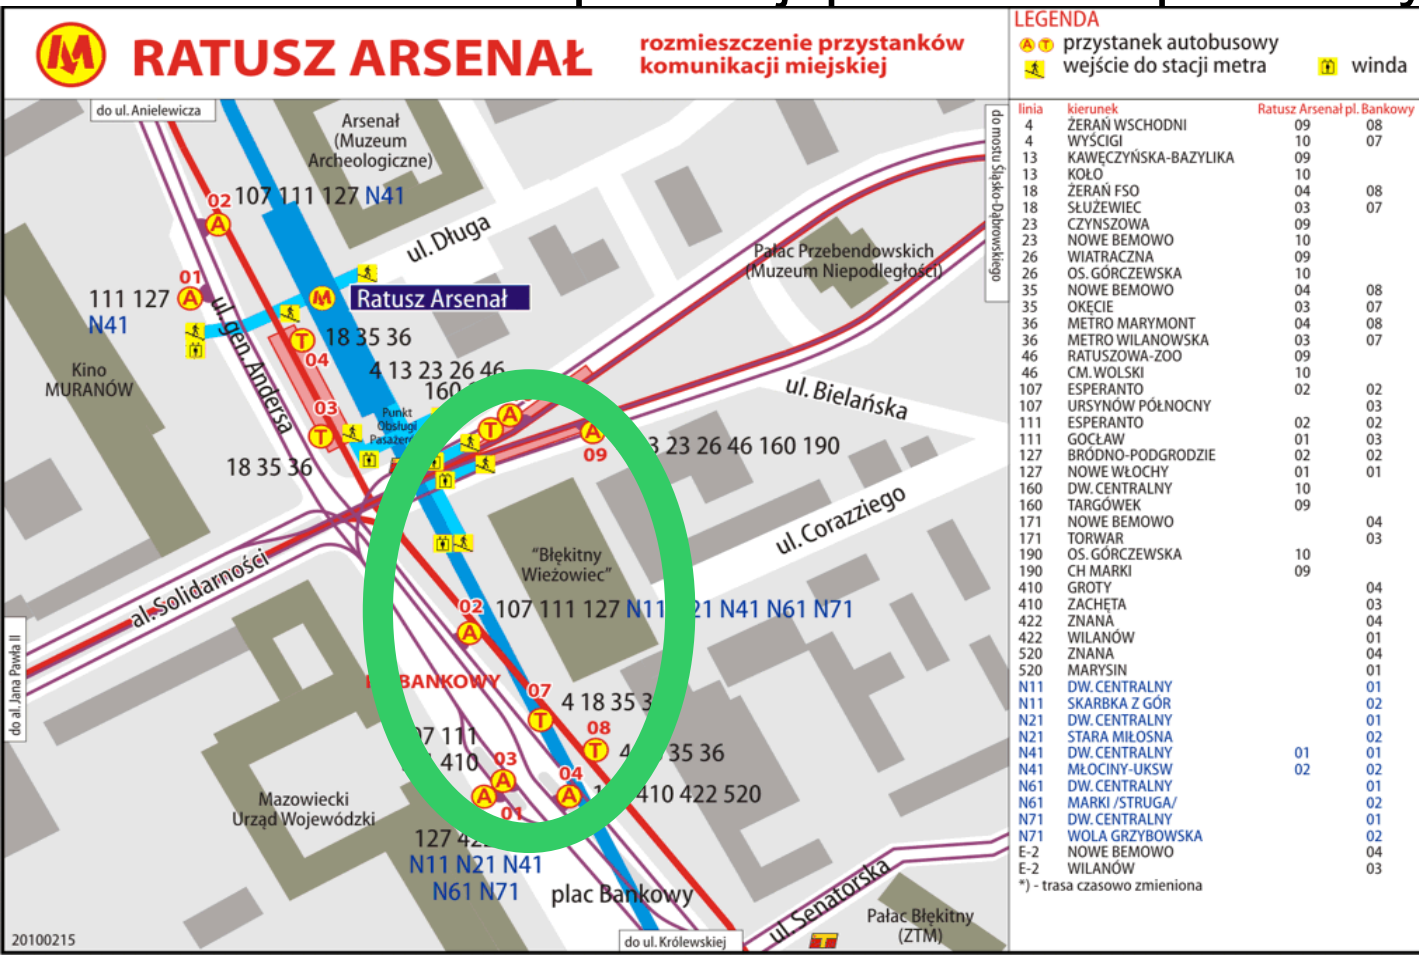 RATUSZ ARSENAŁ
rozmieszczenie przystanków
komunikacji miejskiej
LEGENDA
A T przystanek autobusowy
wejście do stacji metra
winda
do ul. Anielewicza
Arsenał
(Muzeum
Archeologiczne)
02
107 111 127 N41
A
ul. Długa
do mostu Śląsko-Dąbrowskiego
Pałac Przebendowskich
(Muzeum Niepodległości)
01
111 127
A
N41
M
Ratusz Arsenał
ul. gen. Andersa
T
18 35 36
04
Kino
MURANÓW
4 13 23 26 46
160
ul. Bielańska
03
T
Punkt
Obsługi
A
T
A
09
23 26 46 160 190
18 35 36
ul. Corazziego
al. Solidarności
"Błękitny
Wieżowiec"
02
107 111 127 N11 21 N41 N61 N71
A
do al. Jana Pawła II
BANKOWY
07
4 18 35 3
T
08
T
4 35 36
7 111
410
03
A
A
01
04
A
410 422 520
Mazowiecki
Urząd Wojewódzki
127 42
N11 N21 N41
N61 N71
plac Bankowy
ul. Senatorska
Pałac Błękitny
(ZTM)
do ul. Królewskiej
20100215
linia kierunek Ratusz Arsenał pl. Bankowy
4 ŻERAŃ WSCHODNI 09 08
4 WYŚCIGI 10 07
13 KAWĘCZYŃSKA-BAZYLIKA 09
13 KOŁO 10
18 ŻERAŃ FSO 04 08
18 SŁUŻEWIEC 03 07
23 CZYNSZOWA 09
23 NOWE BEMOWO 10
26 WIATRACZNA 09
26 OS. GÓRCZEWSKA 10
35 NOWE BEMOWO 04 08
35 OKĘCIE 03 07
36 METRO MARYMONT 04 08
36 METRO WILANOWSKA 03 07
46 RATUSZOWA-ZOO 09
46 CM. WOLSKI 10
107 ESPERANTO 02 02
107 URSYNÓW PÓŁNOCNY 03
111 ESPERANTO 02 02
111 GOCŁAW 01 03
127 BRÓDNO-PODGRODZIE 02 02
127 NOWE WŁOCHY 01 01
160 DW. CENTRALNY 10
160 TARGÓWEK 09
171 NOWE BEMOWO 04
171 TORWAR 03
190 OS. GÓRCZEWSKA 10
190 CH MARKI 09
410 GROTY 04
410 ZACHĘTA 03
422 ZNANA 04
422 WILANÓW 01
520 ZNANA 04
520 MARYSIN 01
N11 DW. CENTRALNY 01
N11 SKARBKA Z GÓR 02
N21 DW. CENTRALNY 01
N21 STARA MIŁOSNA 02
N41 DW. CENTRALNY 01 01
N41 MŁOCINY-UKSW 02 02
N61 DW. CENTRALNY 01
N61 MARKI /STRUGA/ 02
N71 DW. CENTRALNY 01
N71 WOLA GRZYBOWSKA 02
E-2 NOWE BEMOWO 04
E-2 WILANÓW 03
*) - trasa czasowo zmieniona